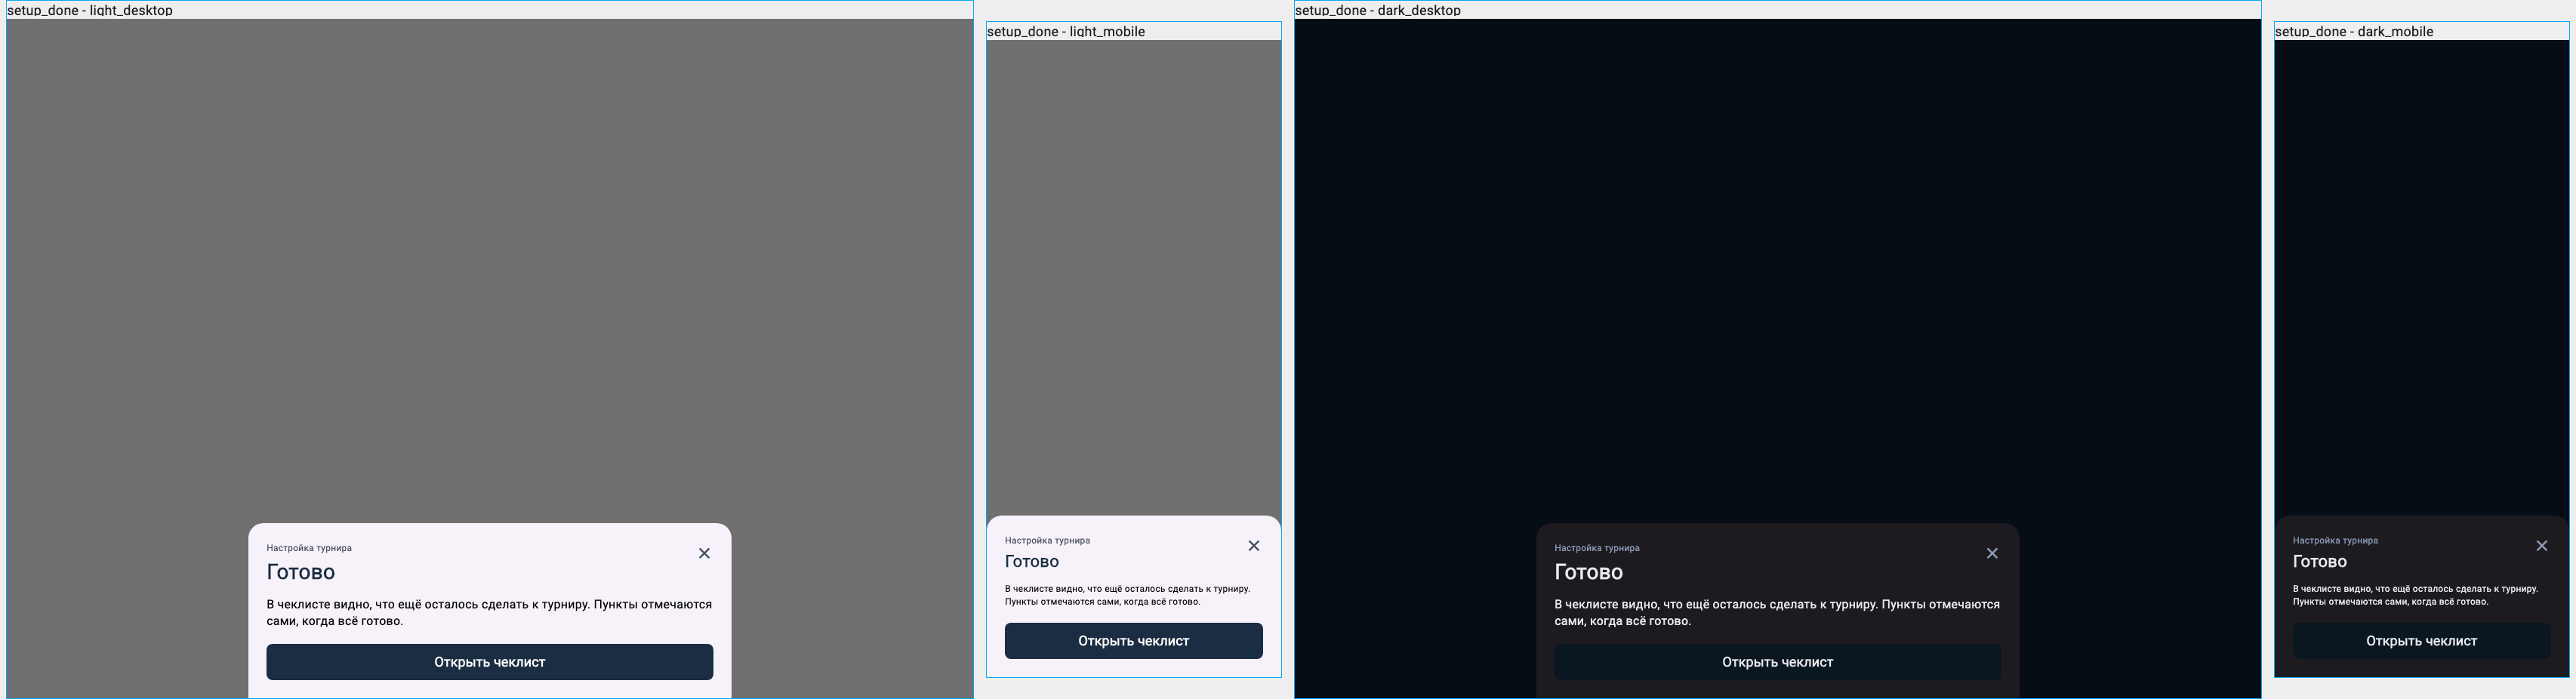 setup_done - light_desktop
Настройка турнира
Готово
В чеклисте видно, что ещё осталось сделать к турниру. Пункты отмечаются
сами, когда всё готово.
Открыть чеклист
setup_done - light_mobile
Настройка турнира
Готово
В чеклисте видно, что ещё осталось сделать к турниру.
Пункты отмечаются сами, когда всё готово.
Открыть чеклист
setup_done - dark_desktop
Настройка турнира
Готово
В чеклисте видно, что ещё осталось сделать к турниру. Пункты отмечаются
сами, когда всё готово.
Открыть чеклист
setup_done - dark_mobile
Настройка турнира
Готово
В чеклисте видно, что ещё осталось сделать к турниру.
Пункты отмечаются сами, когда всё готово.
Открыть чеклист